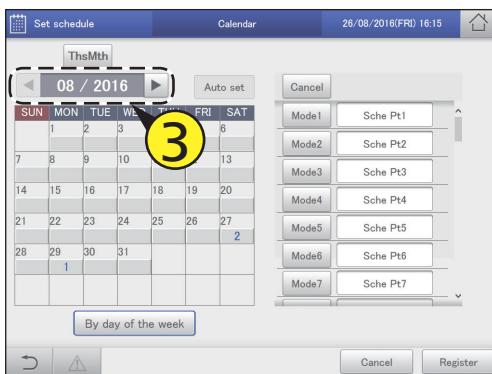 Set schedule Calendar 26/08/2016(FRI) 16:15
ThsMth
08 / 2016 Auto set Cancel
SUN MON TUE FRI SAT
3
1 2 3 6
7 8 9 10 13
14 15 16 17 18 19 20
21 22 23 24 25 26 27
2
28 29 30 31
1
By day of the week
Mode1 Sche Pt1
Mode2 Sche Pt2
Mode3 Sche Pt3
Mode4 Sche Pt4
Mode5 Sche Pt5
Mode6 Sche Pt6
Mode7 Sche Pt7
Cancel Register